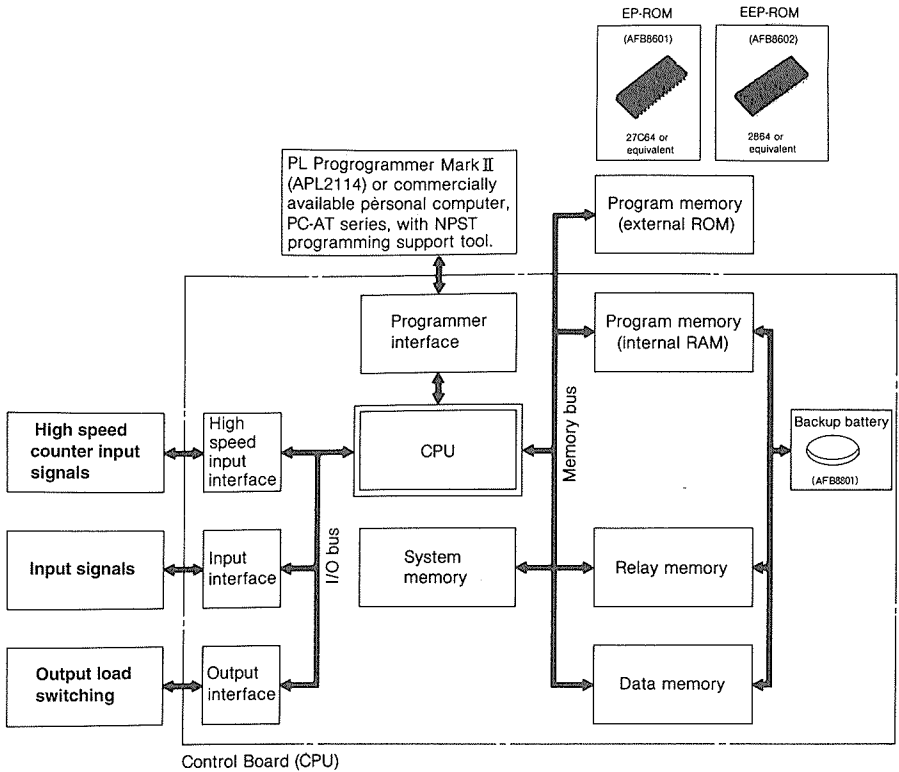 EP-ROM
(AFB8601)
27C64 or
equivalent
EEP-ROM
(AFB8602)
2864 or
equivalent
PL Progrogrammer Mark Ⅱ
(APL2114) or commercially
available pèrsonal computer,
PC-AT series, with NPST
programming support tool.
Program memory
(external ROM)
Programmer
interface
Program memory
(internal RAM)
High speed
counter input
signals
High
speed
input
interface
CPU
Memory bus
Backup battery
(AFB8801)
Input signals
Input
interface
I/O bus
System
memory
Relay memory
Output load
switching
Output
interface
Data memory
Control Board (CPU)